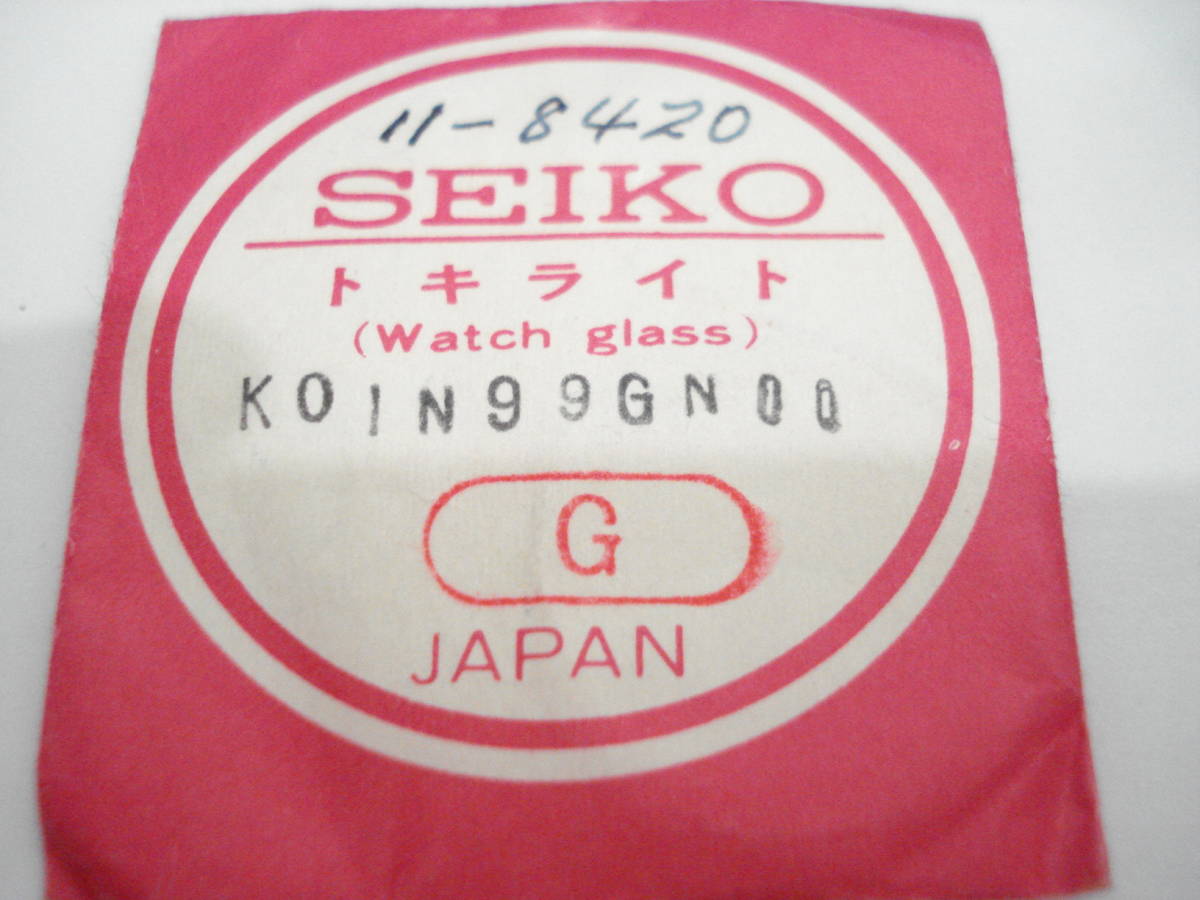 11-8420
SEIKO
トキライト
(Watch glass)
K01N99GN00
G
JAPAN